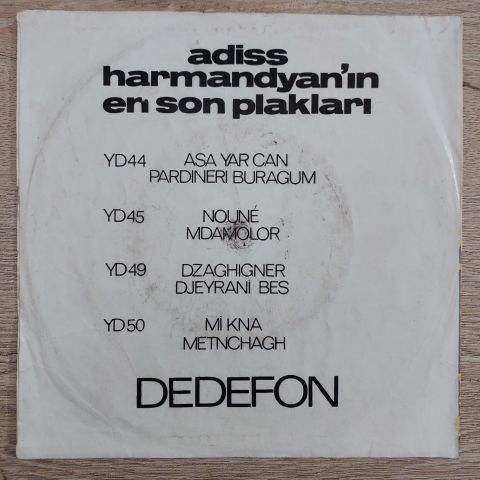 adiss
harmandyan'ın
en son plakları
YD44 ASA YAR CAN
PARDINERİ BURAGUM
YD45 NOUNÉ
MDAMOLOR
YD49 DZAGHIGNER
DJEYRANİ BES
YD50 Mİ KNA
METNCHAGH
DEDEFON